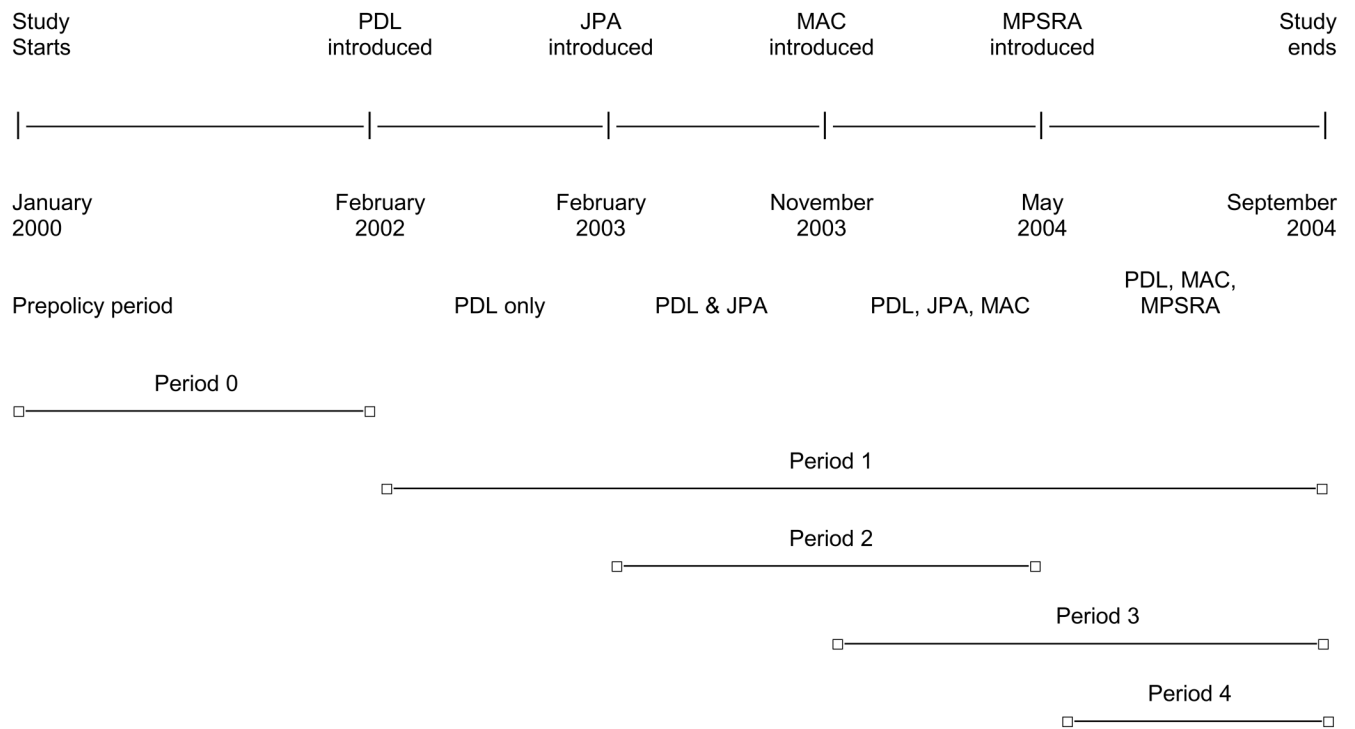 Study
Starts
PDL
introduced
JPA
introduced
MAC
introduced
MPSRA
introduced
Study
ends
January
2000
February
2002
February
2003
November
2003
May
2004
September
2004
Prepolicy period
PDL only
PDL & JPA
PDL, JPA, MAC
PDL, MAC,
MPSRA
Period 0
Period 1
Period 2
Period 3
Period 4